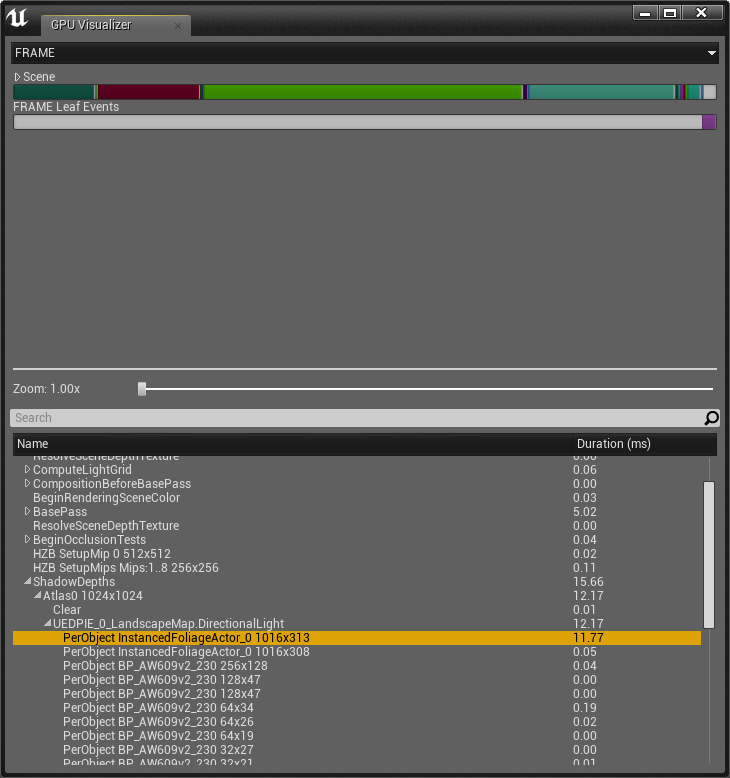 GPU Visualizer
FRAME
Scene
FRAME Leaf Events
Zoom: 1.00x
Search
Name Duration (ms)
ResolveSceneDepthTexture 0.00
ComputeLightGrid 0.06
CompositionBeforeBasePass 0.00
BeginRenderingSceneColor 0.03
BasePass 5.02
ResolveSceneDepthTexture 0.00
BeginOcclusionTests 0.04
HZB SetupMip 0 512x512 0.02
HZB SetupMips Mips:1..8 256x256 0.11
ShadowDepths 15.66
Atlas0 1024x1024 12.17
Clear 0.01
UEDPIE_0_LandscapeMap.DirectionalLight 12.17
PerObject InstancedFoliageActor_0 1016x313 11.77
PerObject InstancedFoliageActor_0 1016x308 0.05
PerObject BP_AW609v2_230 256x128 0.04
PerObject BP_AW609v2_230 128x47 0.00
PerObject BP_AW609v2_230 128x47 0.00
PerObject BP_AW609v2_230 64x34 0.19
PerObject BP_AW609v2_230 64x26 0.02
PerObject BP_AW609v2_230 64x19 0.00
PerObject BP_AW609v2_230 32x27 0.00
PerObject BP_AW609v2_230 32x21 0.01